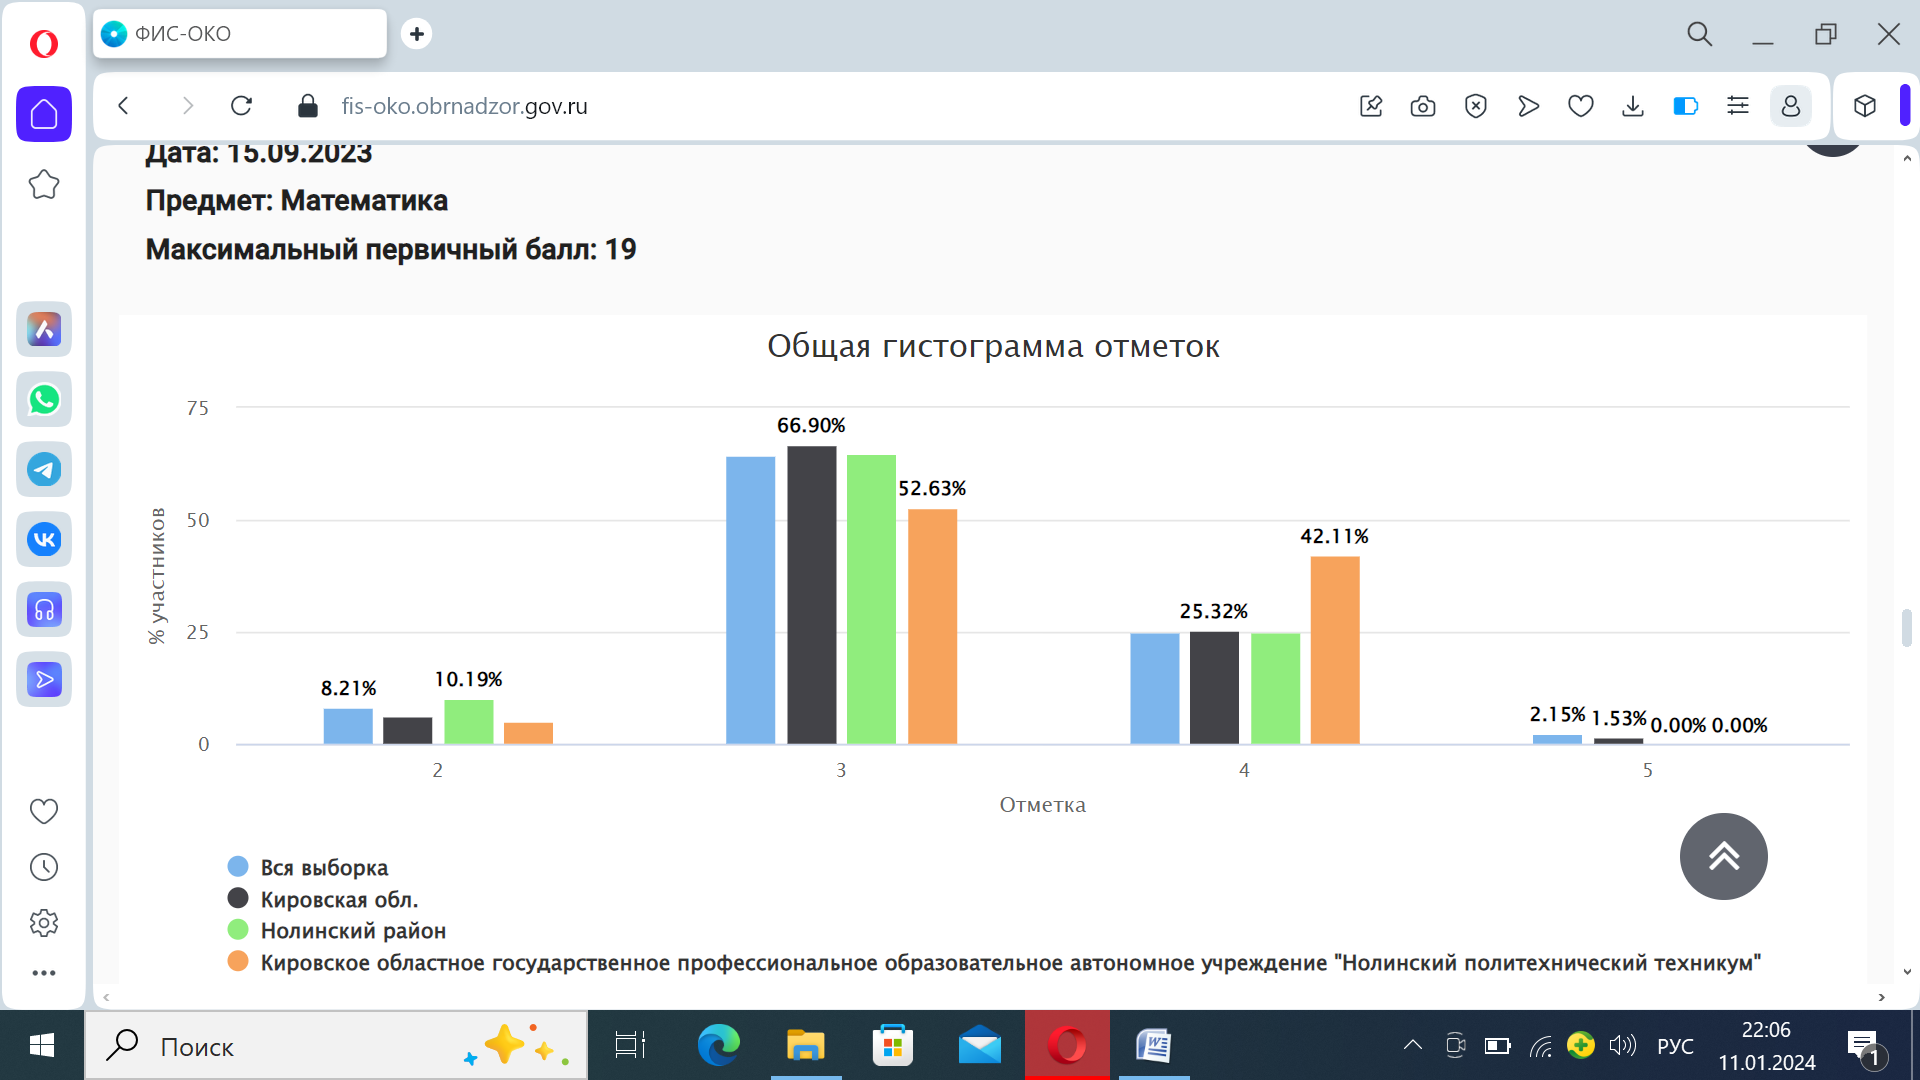 ФИС-ОКО
fis-oko.obrnadzor.gov.ru
Дата: 15.09.2023
Предмет: Математика
Максимальный первичный балл: 19
Общая гистограмма отметок
75
66.90%
52.63%
50
42.11%
25.32%
25
10.19%
8.21%
2.15% 1.53% 0.00% 0.00%
0
% участников
2 3 4 5
Отметка
Вся выборка
Кировская обл.
Нолинский район
Кировское областное государственное профессиональное образовательное автономное учреждение "Нолинский политехнический техникум"
Поиск
РУС
22:06
11.01.2024
1